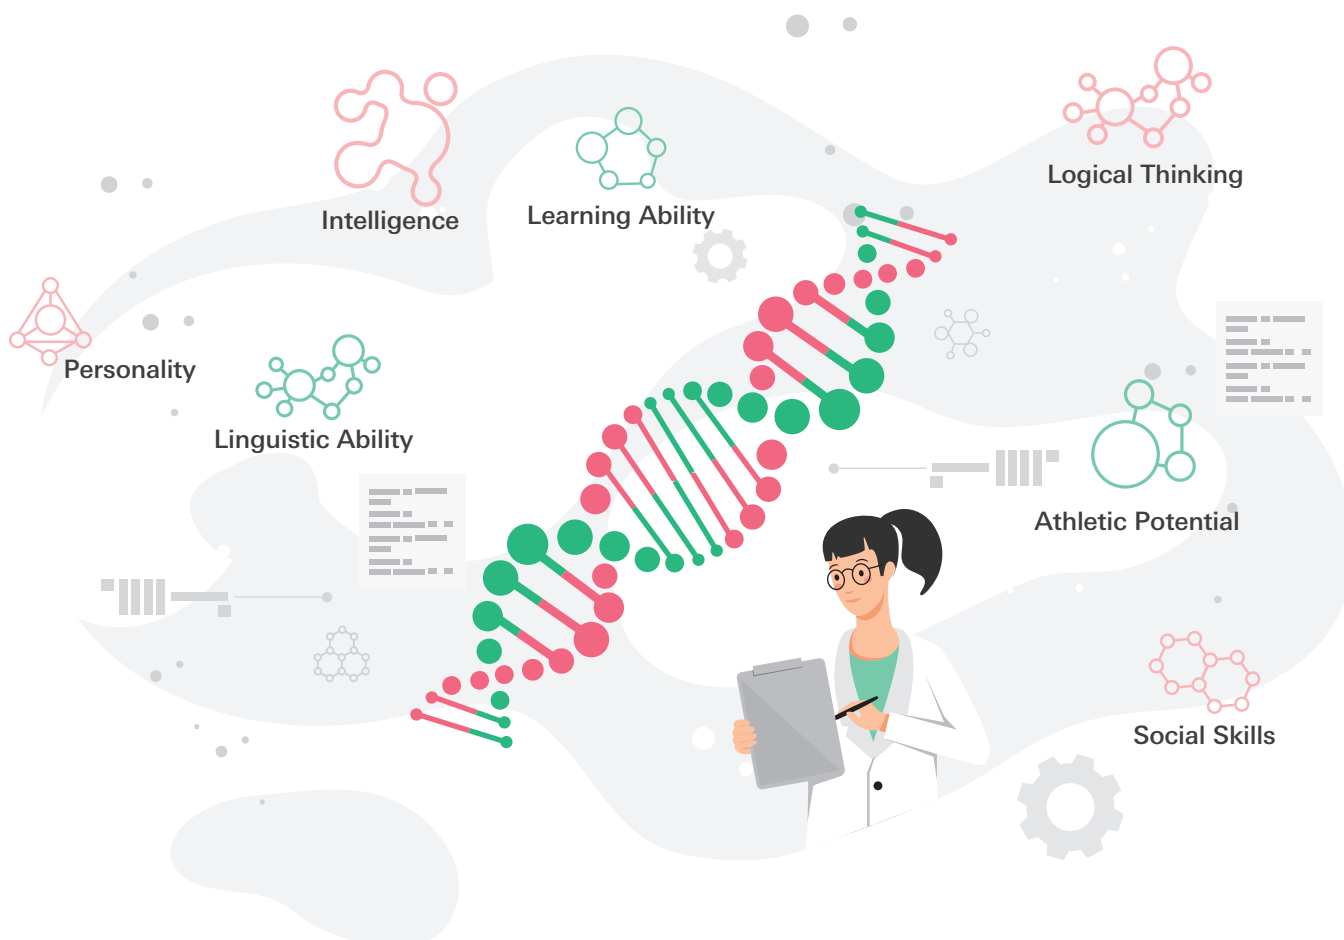 Logical Thinking
Intelligence
Learning Ability
Personality
Linguistic Ability
Athletic Potential
Social Skills